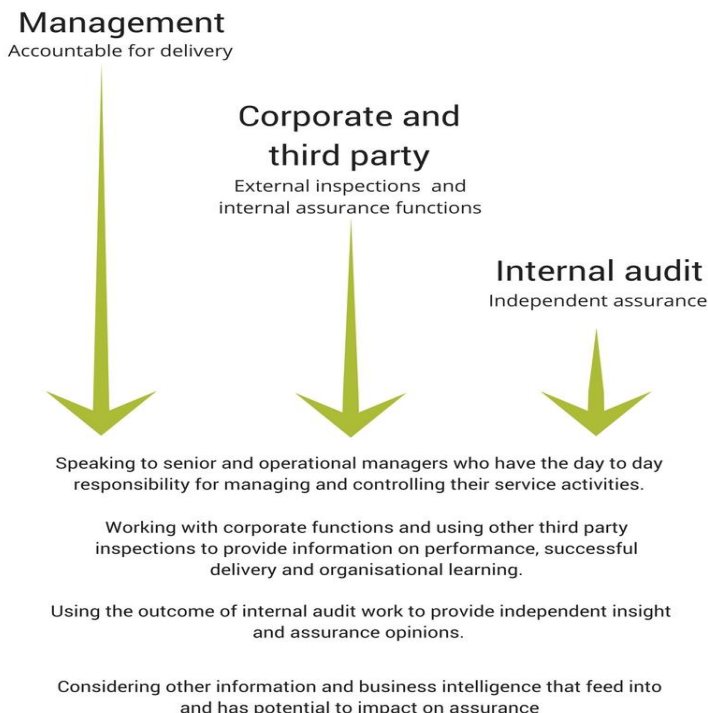 Management
Accountable for delivery
Corporate and
third party
External inspections and
internal assurance functions
Internal audit
Independent assurance
Speaking to senior and operational managers who have the day to day
responsibility for managing and controlling their service activities.
Working with corporate functions and using other third party
inspections to provide information on performance, successful
delivery and organisational learning.
Using the outcome of internal audit work to provide independent insight
and assurance opinions.
Considering other information and business intelligence that feed into
and has potential to impact on assurance